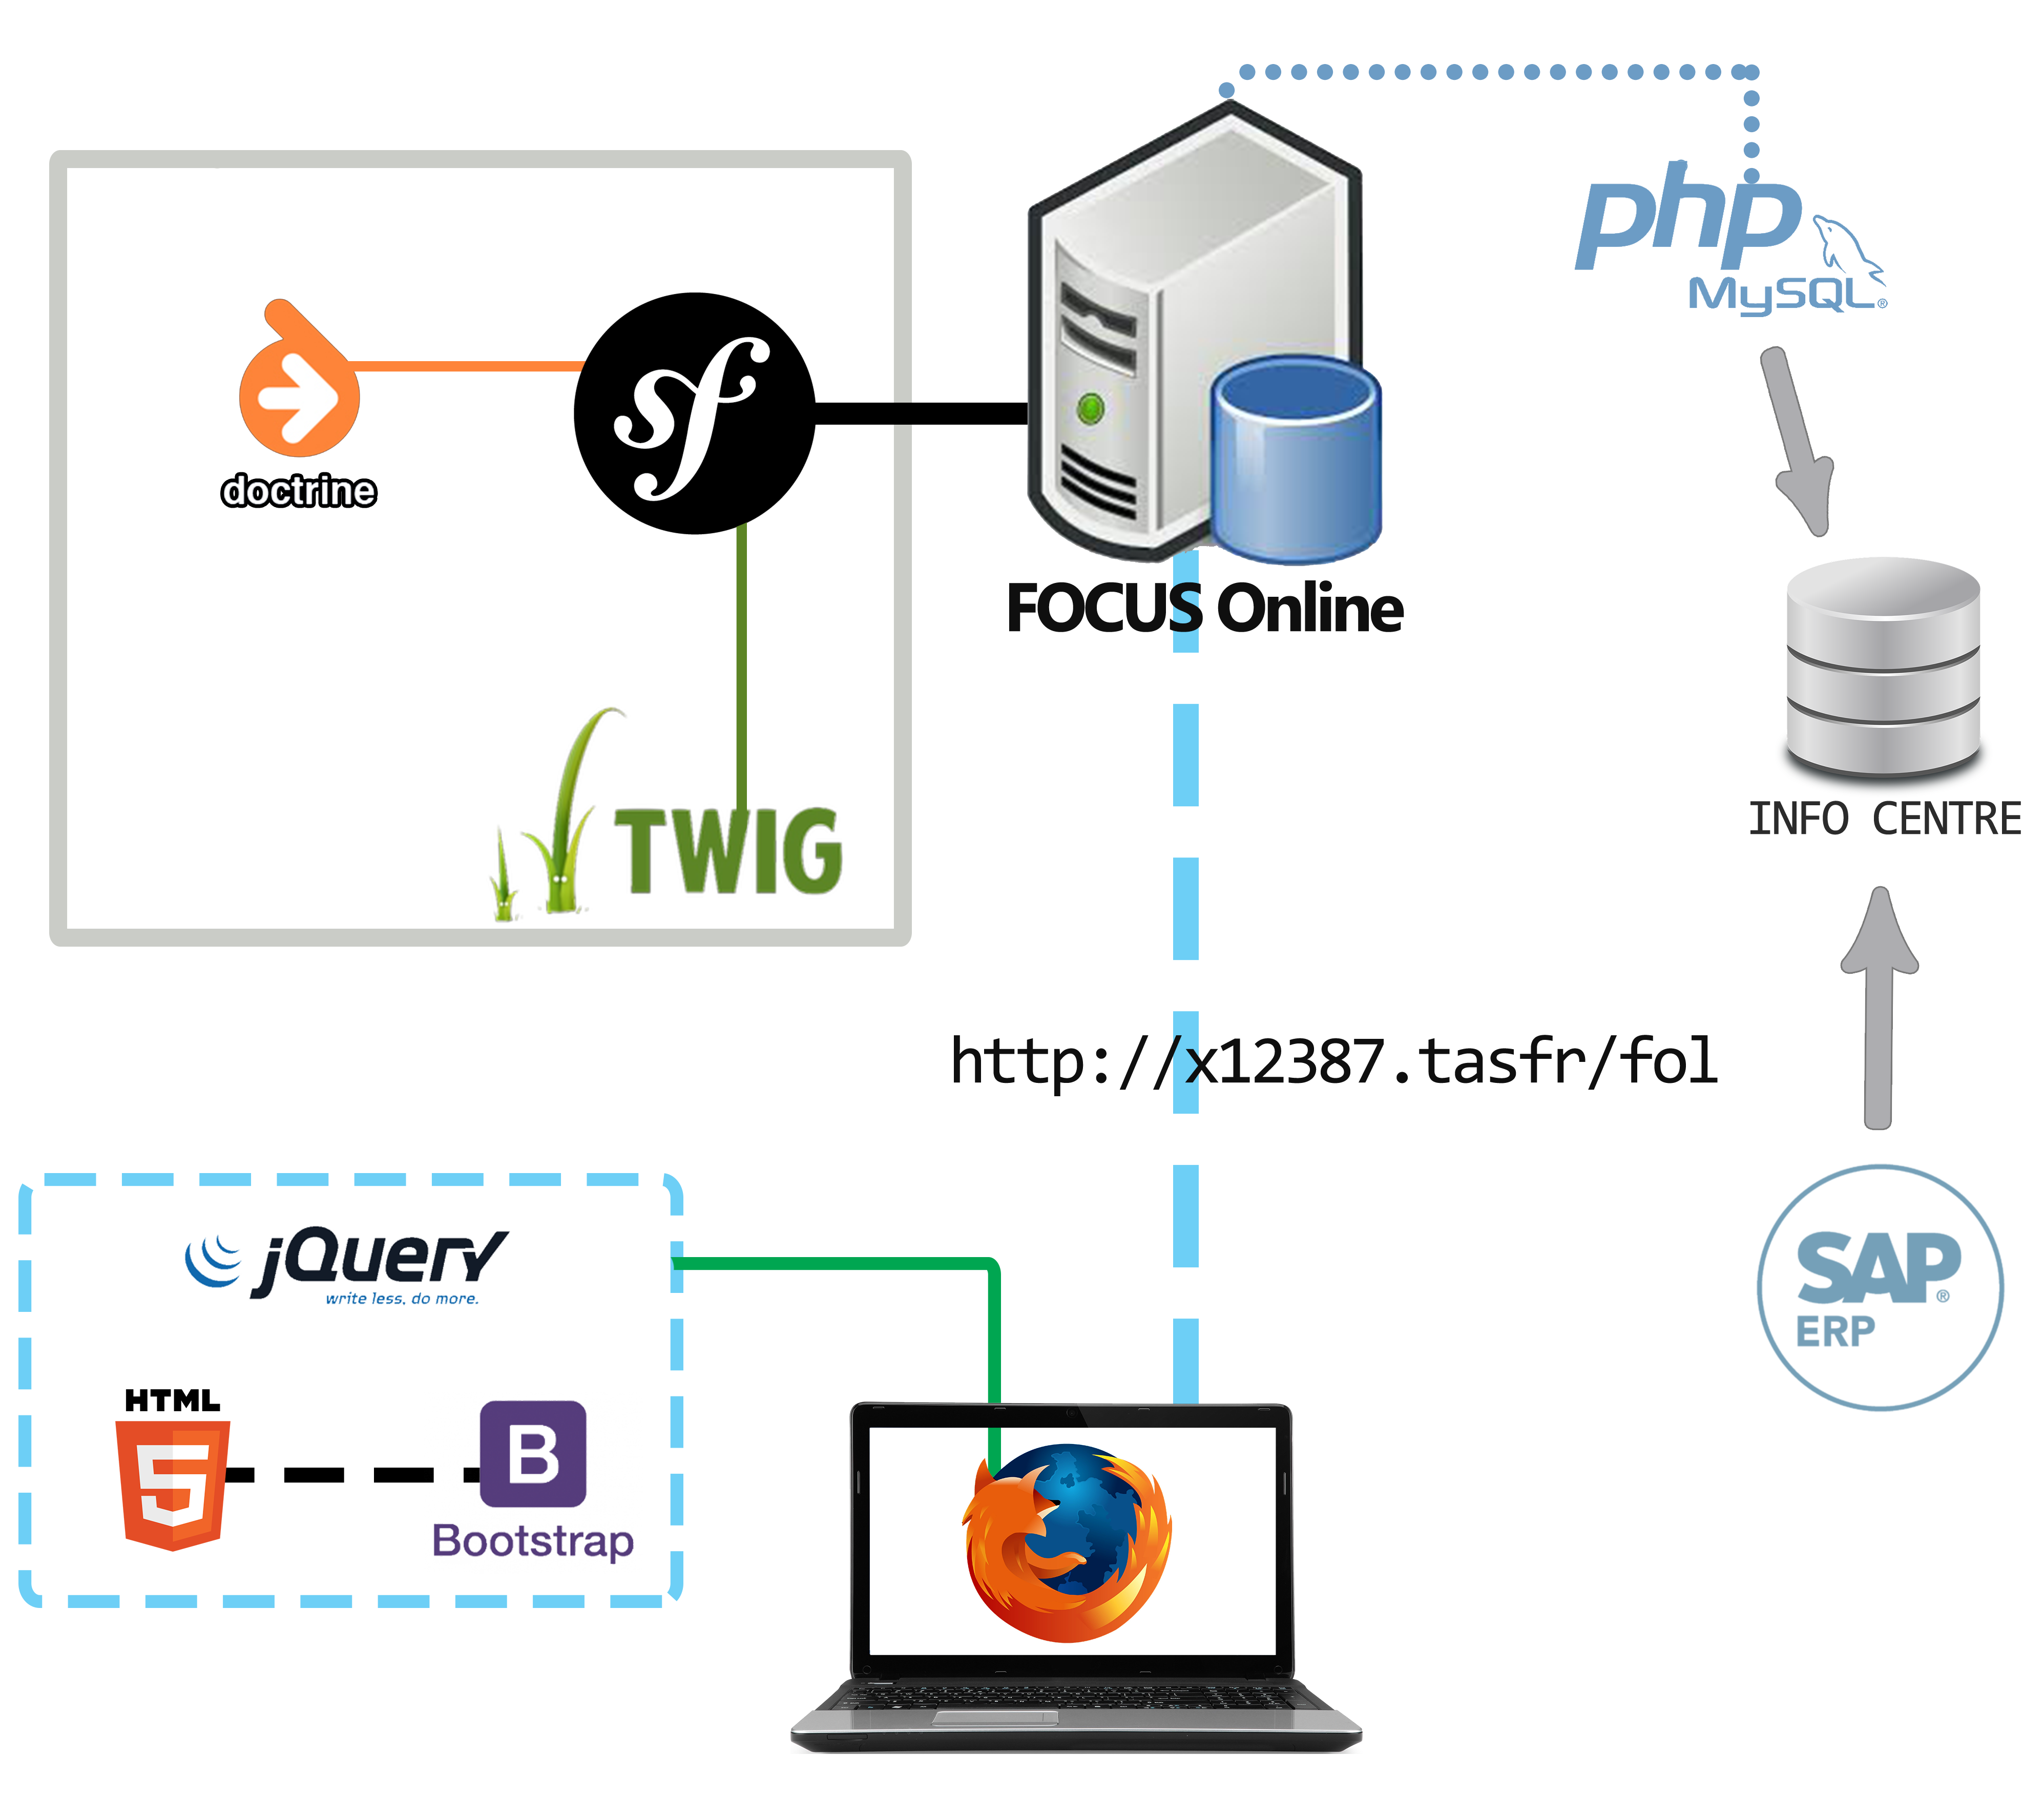 php
MySQL®
sf
doctrine
FOCUS Online
TWIG
INFO CENTRE
http://x12387.tasfr/fol
jQuery
write less, do more.
SAP®
ERP
HTML
5
B
Bootstrap